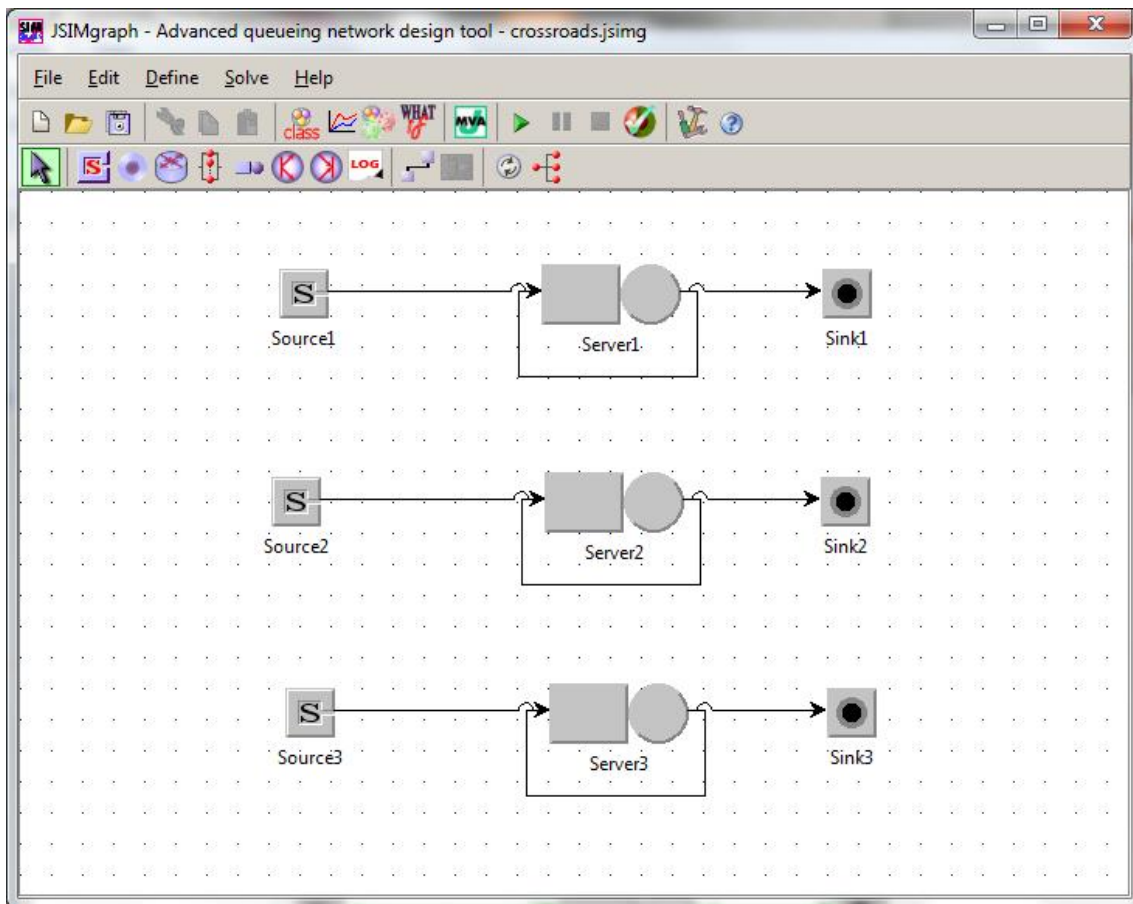 SIM JSIMgraph - Advanced queueing network design tool - crossroads.jsimg
File Edit Define Solve Help
class WHAT if MVA
S LOG
S
Source1 Server1 Sink1
S
Source2 Server2 Sink2
S
Source3 Server3 Sink3